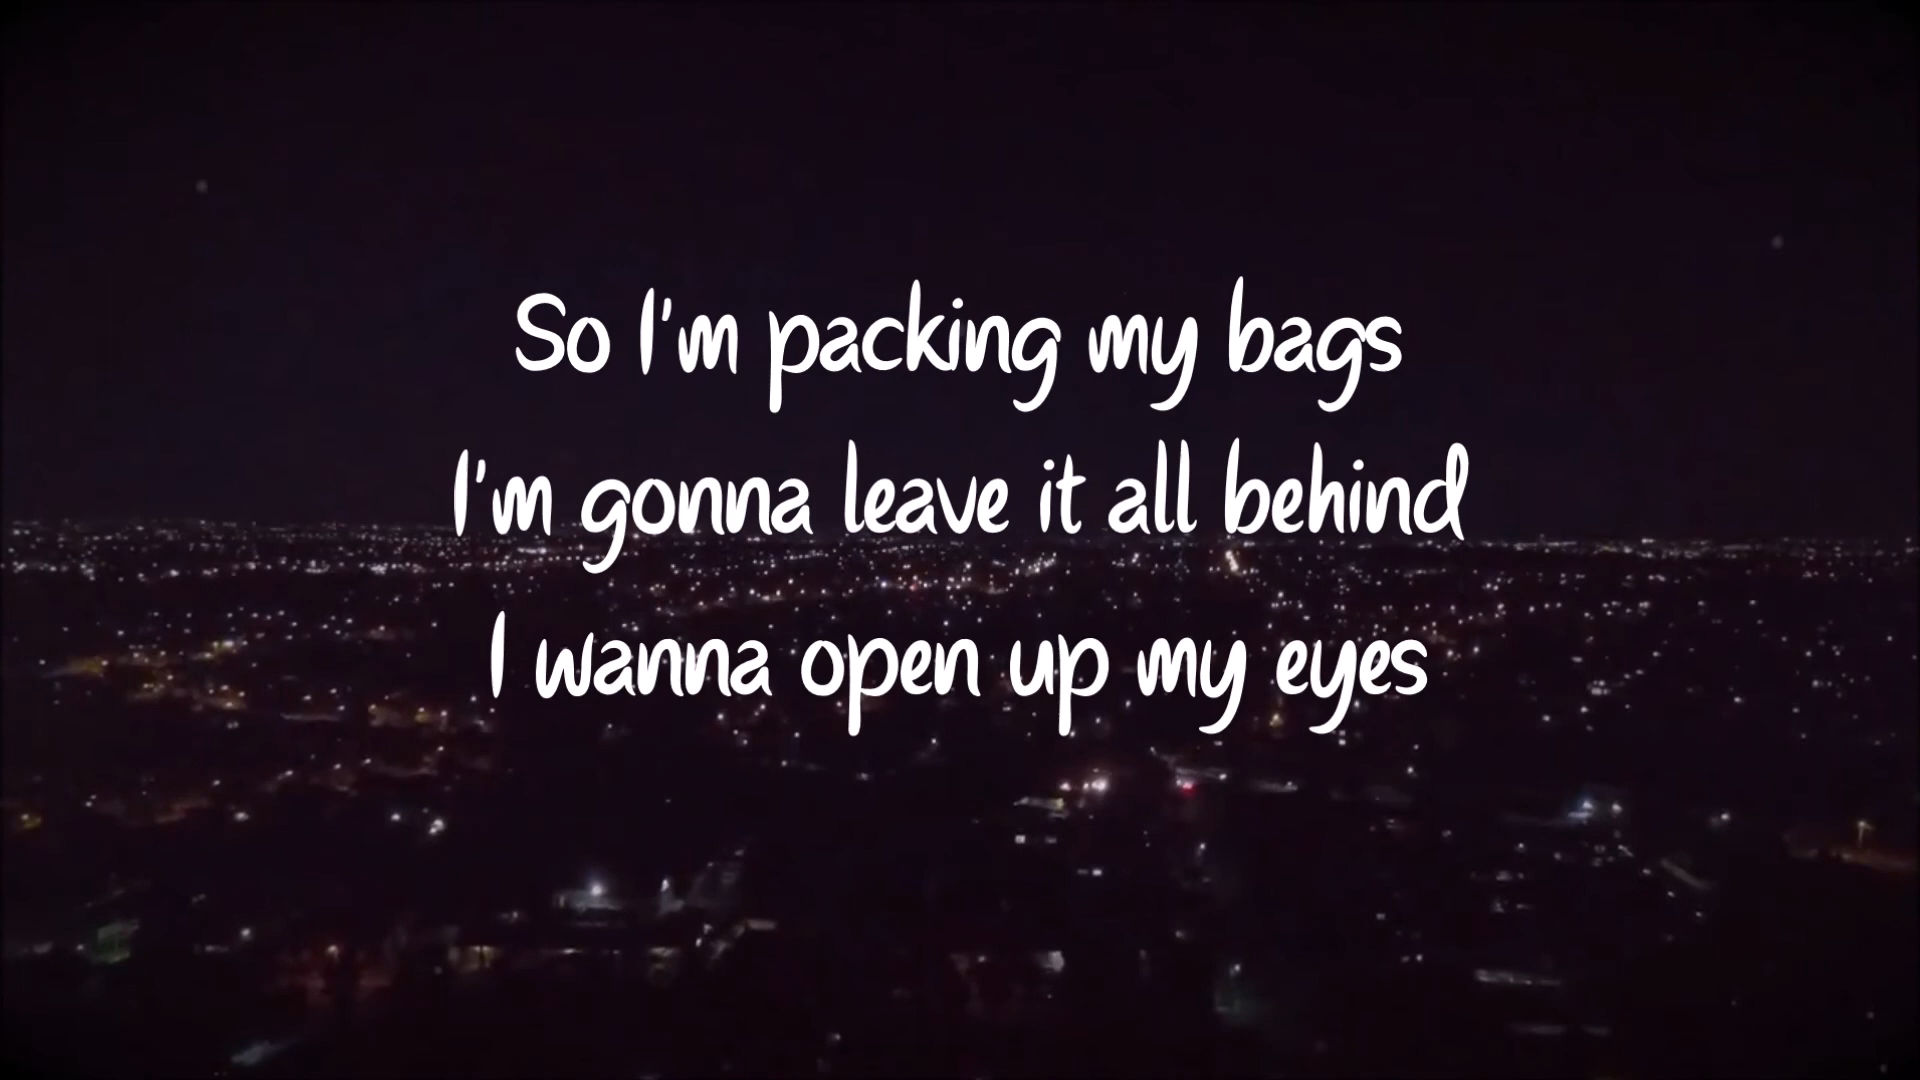 So I'm packing my bags
I'm gonna leave it all behind
I wanna open up my eyes